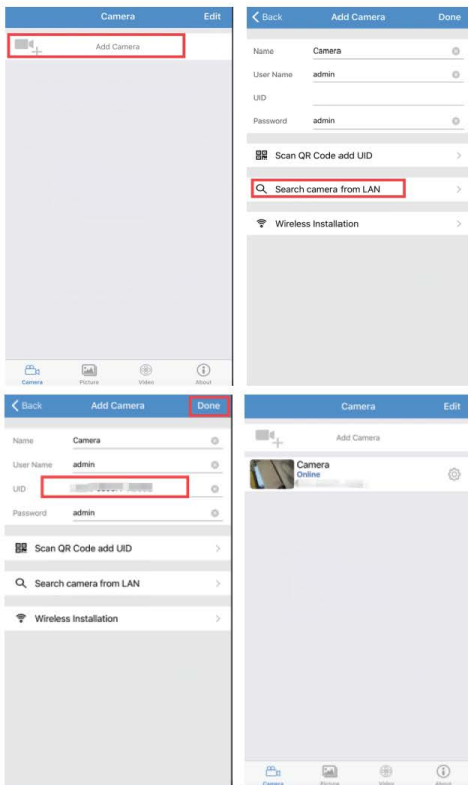 Camera Edit
Add Camera
Camera Picture Video About
Back Add Camera Done
Name Camera
User Name admin
UID
Password admin
Scan QR Code add UID
Search camera from LAN
Wireless Installation
Back Add Camera Done
Name Camera
User Name admin
UID
Password admin
Scan QR Code add UID
Search camera from LAN
Wireless Installation
Camera Edit
Add Camera
Camera
Online
Camera Picture Video About